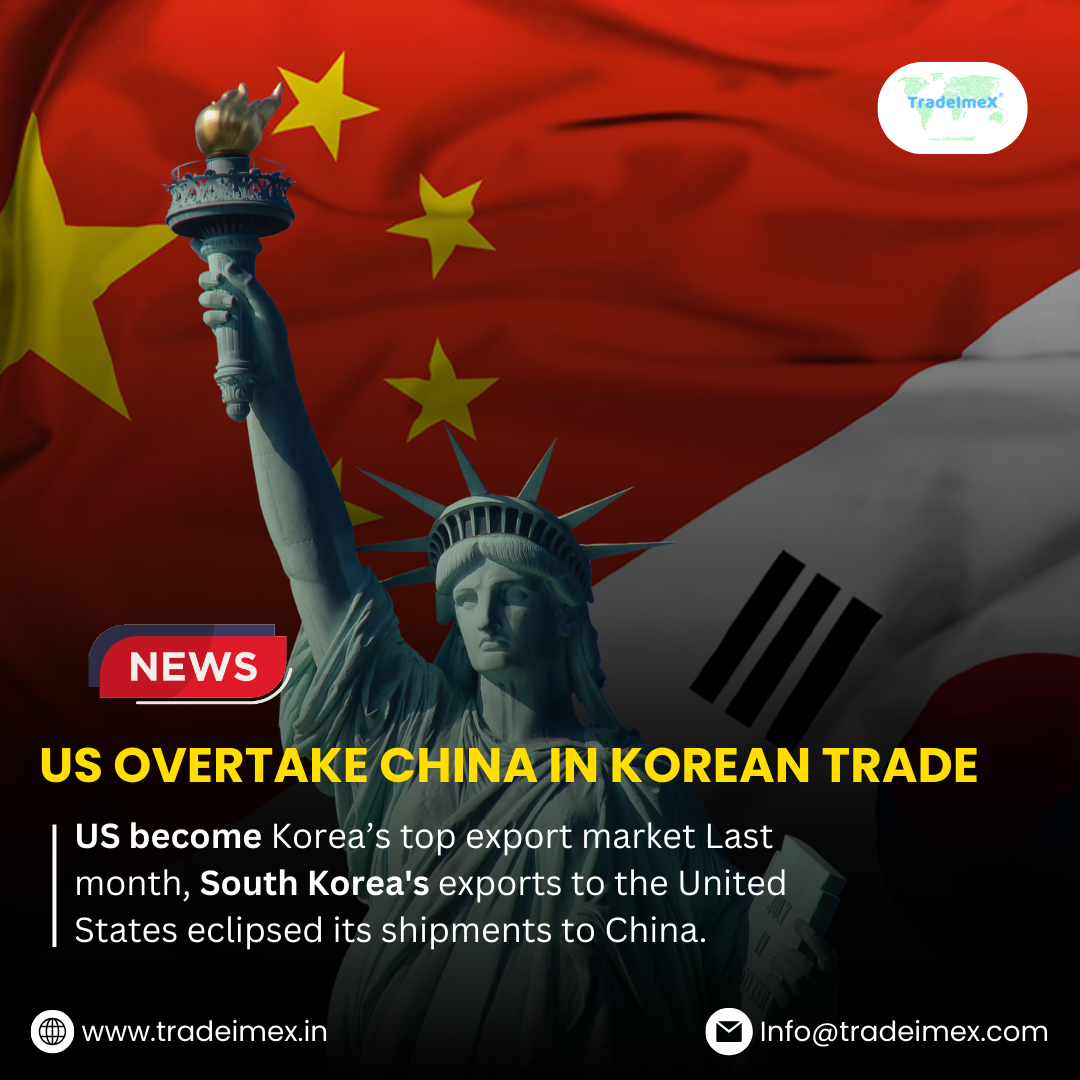 TradeImeX®
NEWS
US OVERTAKE CHINA IN KOREAN TRADE
US become Korea’s top export market Last
month, South Korea's exports to the United
States eclipsed its shipments to China.
www.tradeimex.in
Info@tradeimex.com